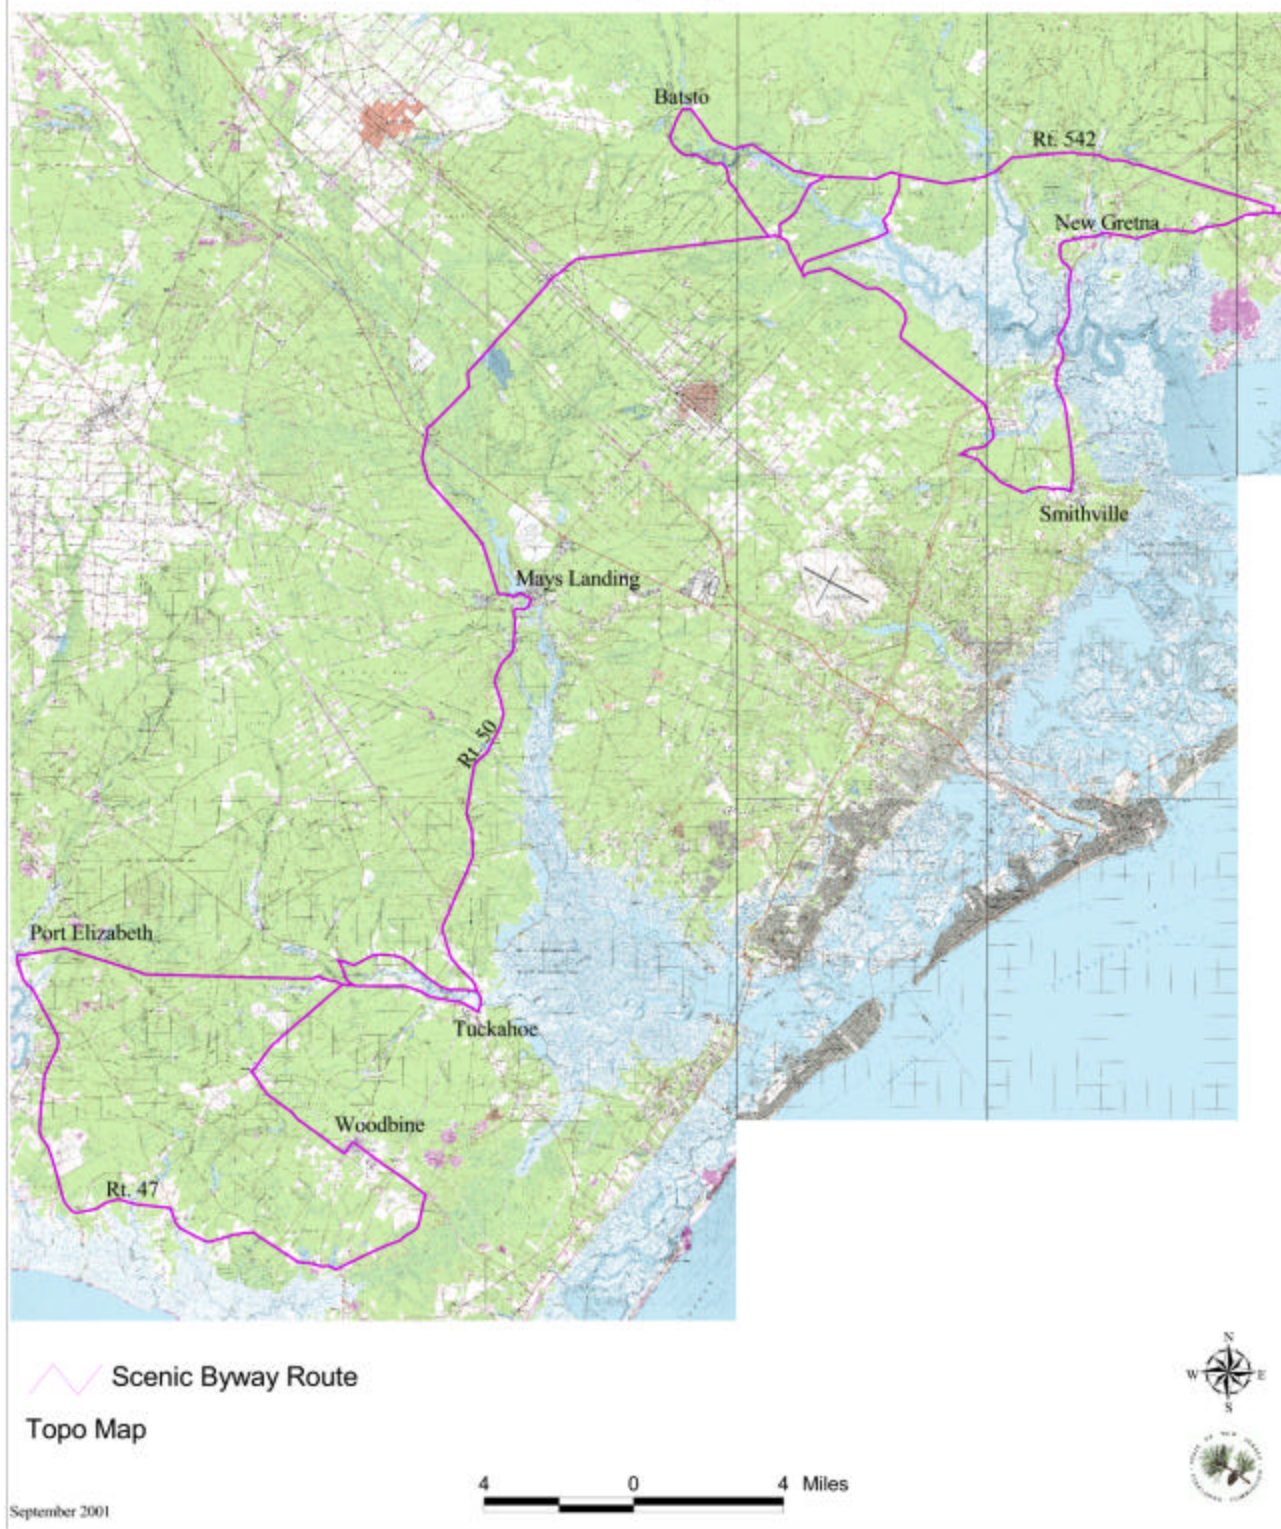 Batsto
Rt. 542
New Gretna
Smithville
Mays Landing
Rt. 50
Port Elizabeth
Tuckahoe
Woodbine
Rt. 47
Scenic Byway Route
Topo Map
N
W E
S
4 0 4 Miles
September 2001